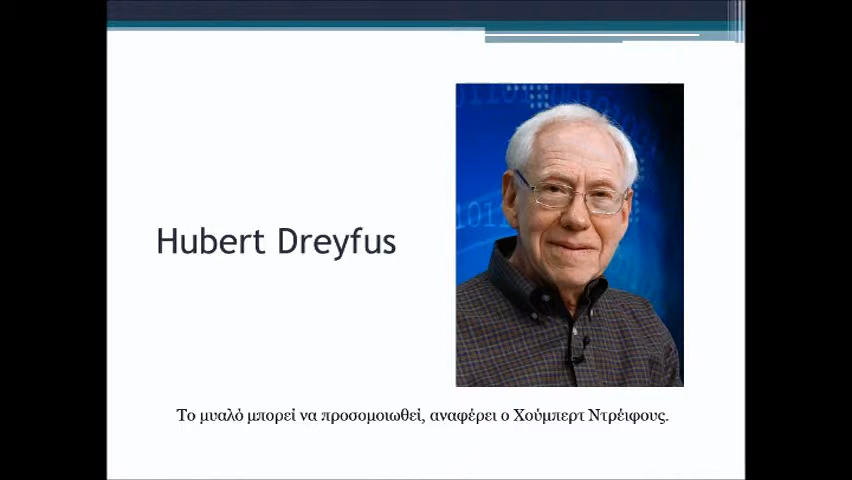 Hubert Dreyfus
Το μυαλό μπορεί να προσομοιωθεί, αναφέρει ο Χούμπερτ Ντρέιφους.